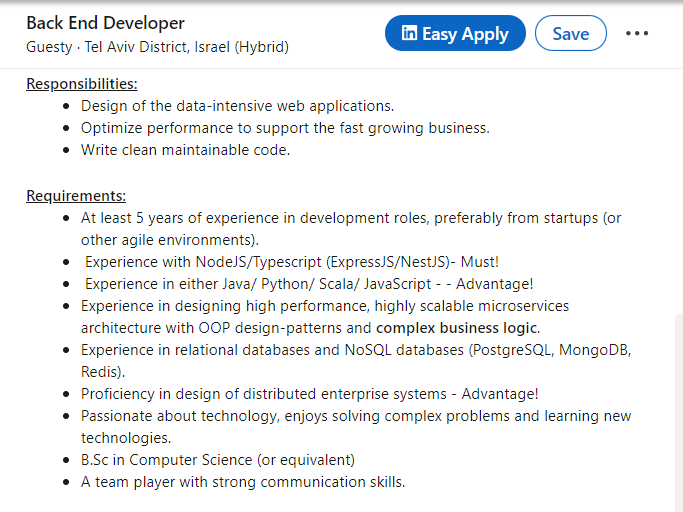 Back End Developer
Guesty · Tel Aviv District, Israel (Hybrid)
in Easy Apply
Save
Responsibilities:
Design of the data-intensive web applications.
Optimize performance to support the fast growing business.
Write clean maintainable code.
Requirements:
At least 5 years of experience in development roles, preferably from startups (or
other agile environments).
Experience with NodeJS/Typescript (ExpressJS/NestJS)- Must!
Experience in either Java/ Python/ Scala/ JavaScript - - Advantage!
Experience in designing high performance, highly scalable microservices
architecture with OOP design-patterns and complex business logic.
Experience in relational databases and NoSQL databases (PostgreSQL, MongoDB,
Redis).
Proficiency in design of distributed enterprise systems - Advantage!
Passionate about technology, enjoys solving complex problems and learning new
technologies.
B.Sc in Computer Science (or equivalent)
A team player with strong communication skills.